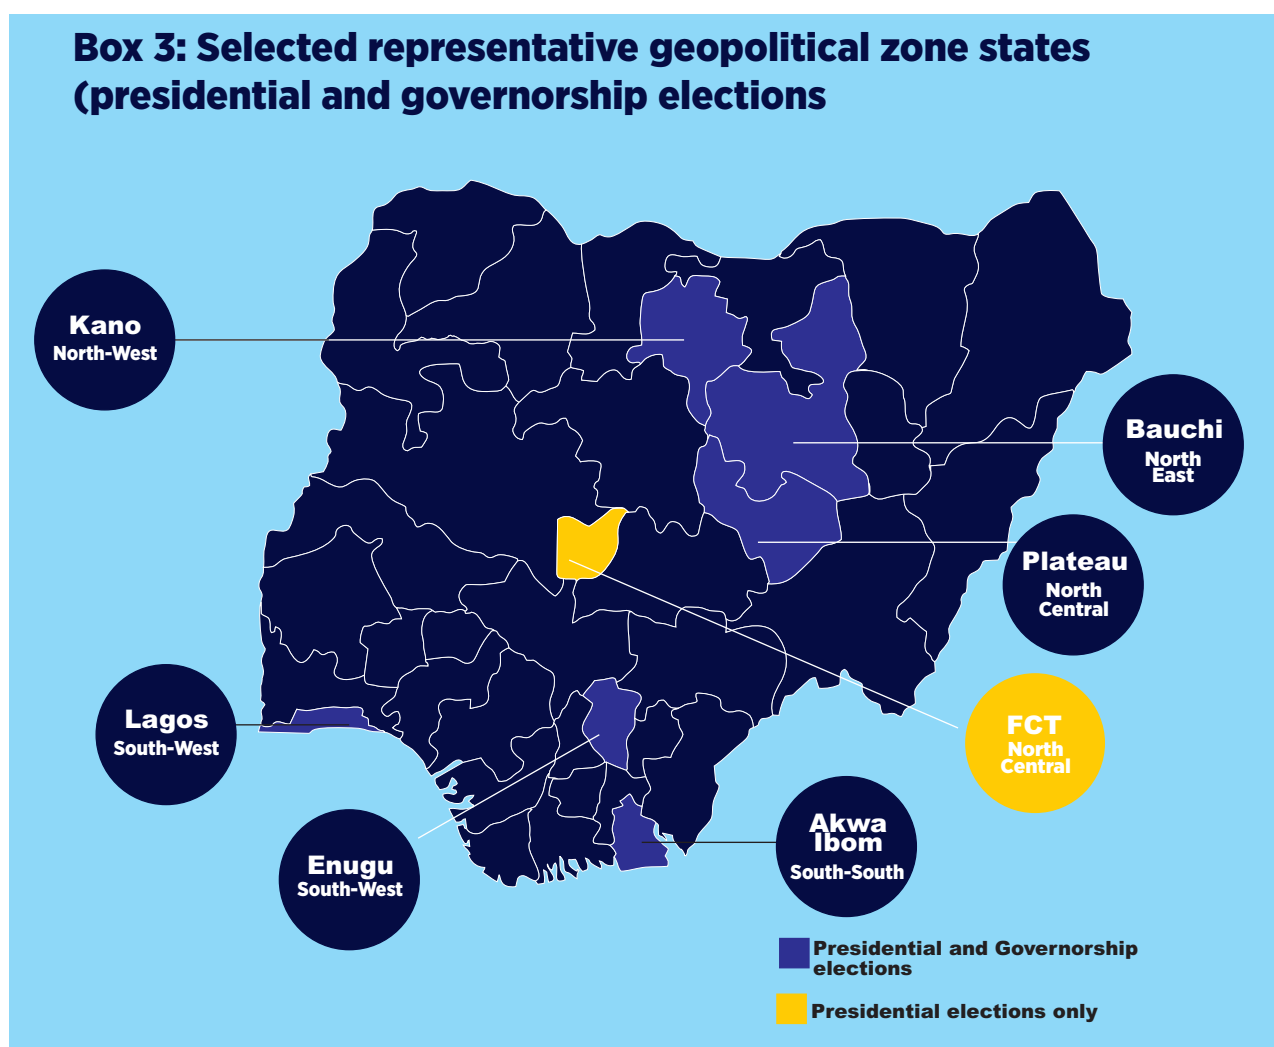 Box 3: Selected representative geopolitical zone states
(presidential and governorship elections
Kano
North-West
Bauchi
North
East
Plateau
North
Central
Lagos
South-West
FCT
North
Central
Akwa
Ibom
South-South
Enugu
South-West
Presidential and Governorship
elections
Presidential elections only